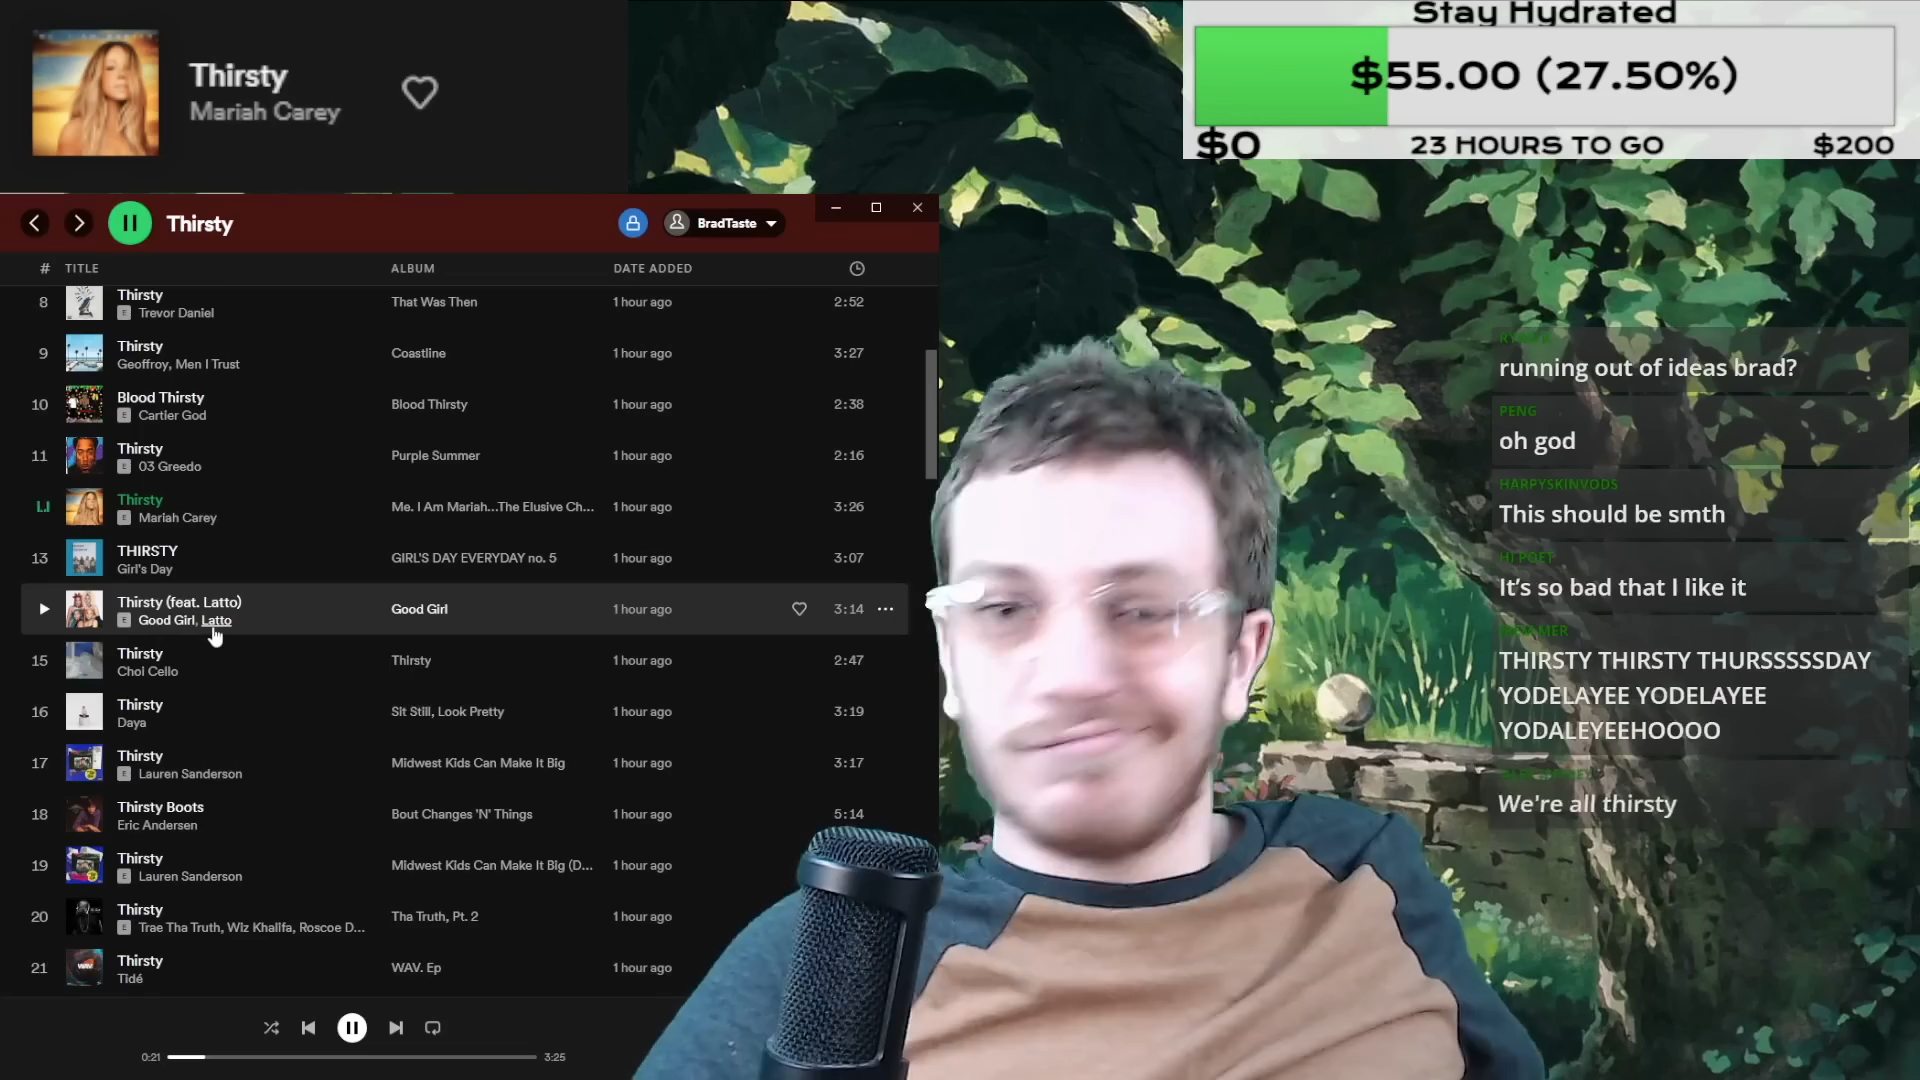 Thirsty
Mariah Carey
Stay Hydrated
$55.00 (27.50%)
$0
23 HOURS TO GO
$200
Thirsty
BradTaste
# TITLE ALBUM DATE ADDED
8 Thirsty That Was Then 1 hour ago 2:52
E Trevor Daniel
9 Thirsty Coastline 1 hour ago 3:27
Geoffroy, Men I Trust
10 Blood Thirsty Blood Thirsty 1 hour ago 2:38
E Cartier God
11 Thirsty Purple Summer 1 hour ago 2:16
E 03 Greedo
Thirsty Me. I Am Mariah...The Elusive Ch... 1 hour ago 3:26
E Mariah Carey
13 THIRSTY GIRL'S DAY EVERYDAY no. 5 1 hour ago 3:07
Girl's Day
Thirsty (feat. Latto) Good Girl 1 hour ago 3:14
E Good Girl, Latto
15 Thirsty Thirsty 1 hour ago 2:47
Choi Cello
16 Thirsty Sit Still, Look Pretty 1 hour ago 3:19
Daya
17 Thirsty Midwest Kids Can Make It Big 1 hour ago 3:17
E Lauren Sanderson
18 Thirsty Boots Bout Changes 'N' Things 1 hour ago 5:14
Eric Andersen
19 Thirsty Midwest Kids Can Make It Big (D... 1 hour ago
E Lauren Sanderson
20 Thirsty Tha Truth, Pt. 2 1 hour ago
E Trae Tha Truth, Wiz Khalifa, Roscoe D...
21 Thirsty WAV. Ep 1 hour ago
Tidé
0:21
3:25
running out of ideas brad?
PENG
oh god
HARPYSKINVODS
This should be smth
HI POET
It's so bad that I like it
THIRSTY THIRSTY THURSSSSSDAY
YODELAYEE YODELAYEE
YODALEYEEHOOOO
We're all thirsty